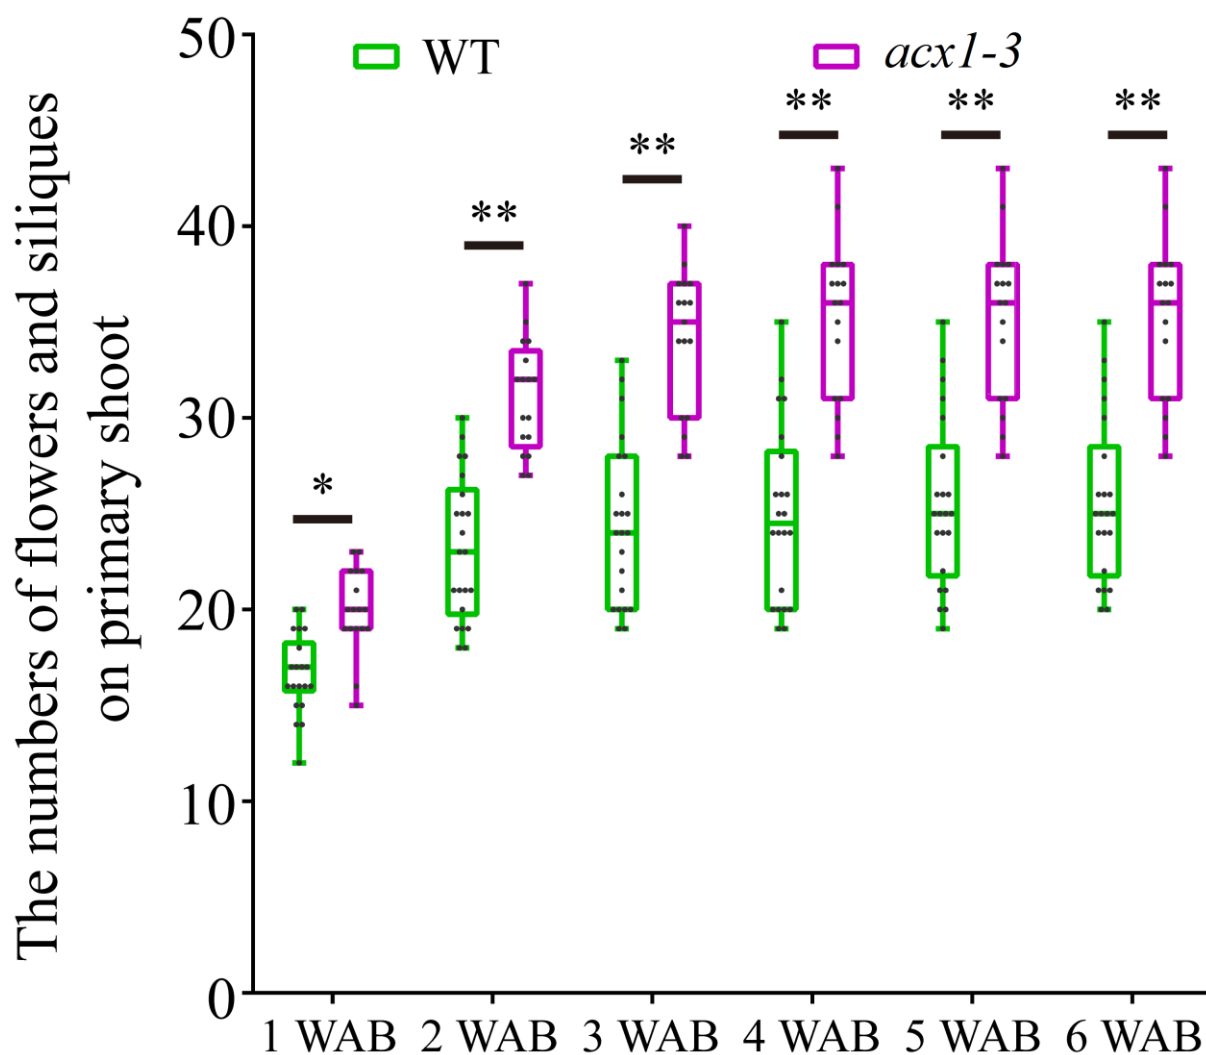 The numbers of flowers and siliques
on primary shoot
50
40
30
20
10
0
WT
acx1-3
*
**
**
**
**
**
1 WAB
2 WAB
3 WAB
4 WAB
5 WAB
6 WAB